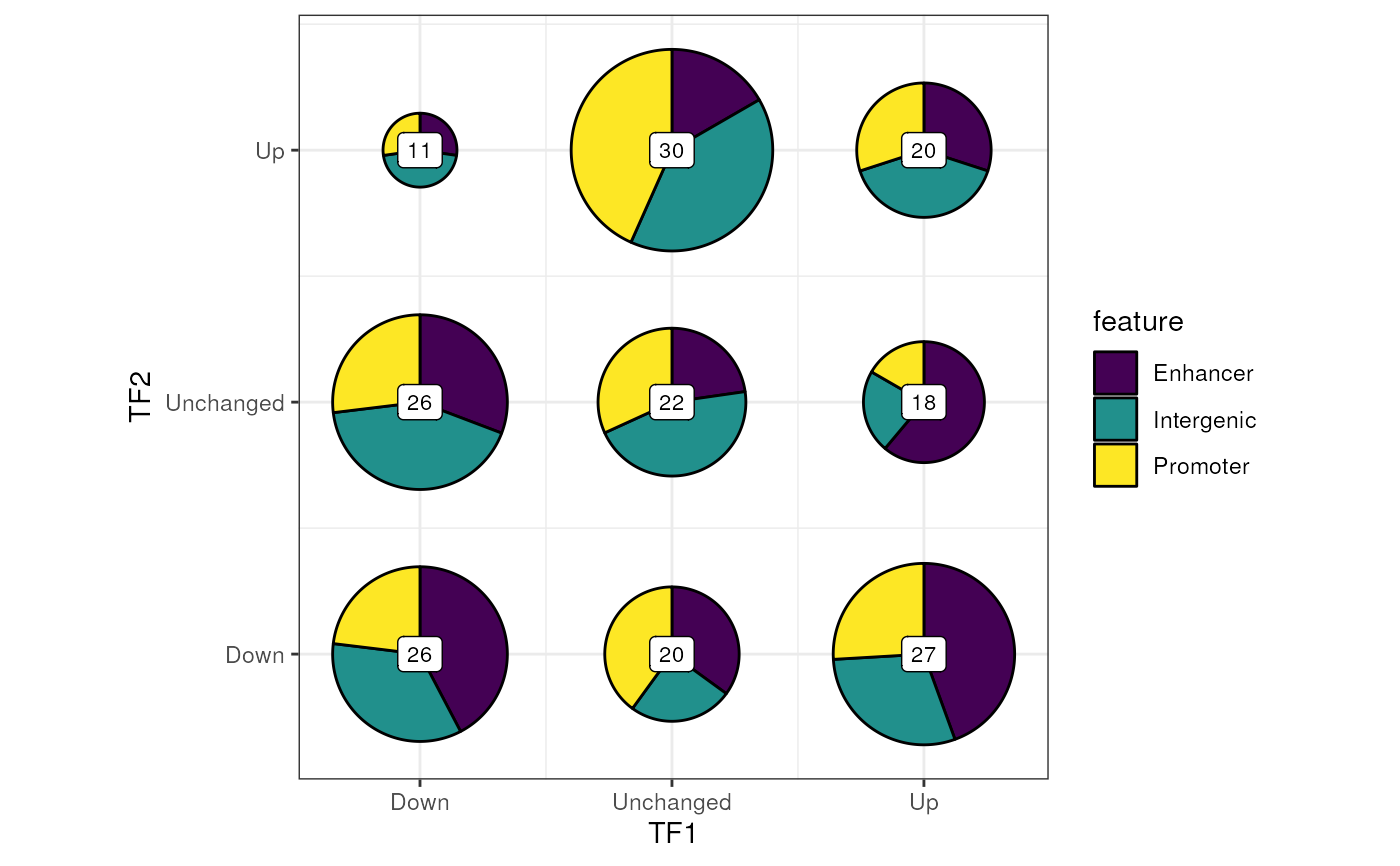 11
30
20
Up
TF2
Unchanged
26
22
18
Down
26
20
27
Down
Unchanged
Up
TF1
feature
Enhancer
Intergenic
Promoter